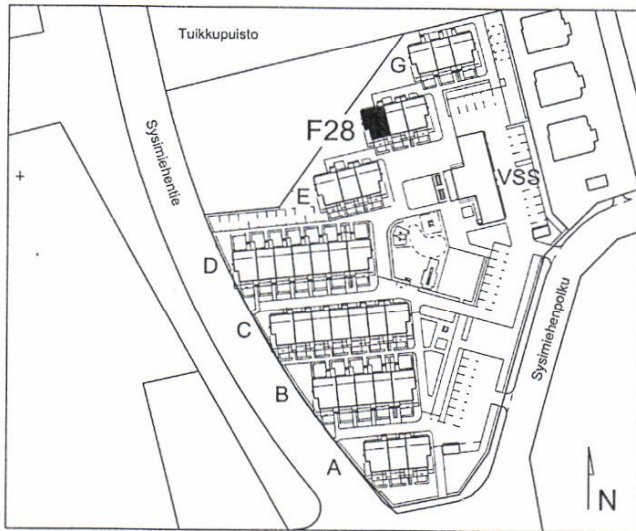 Tuikkupuisto
G
F28
Sysimiehentie
VSS
E
D
C
Sysimiehenpolku
B
A
N